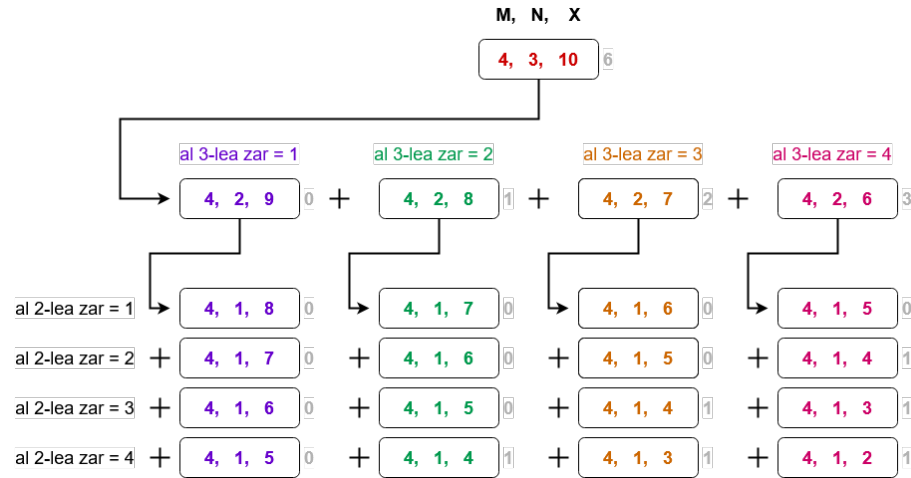 M, N, X
4, 3, 10 6
al 3-lea zar = 1 al 3-lea zar = 2 al 3-lea zar = 3 al 3-lea zar = 4
4, 2, 9 0 + 4, 2, 8 1 + 4, 2, 7 2 + 4, 2, 6 3
al 2-lea zar = 1 4, 1, 8 0 4, 1, 7 0 4, 1, 6 0 4, 1, 5 0
al 2-lea zar = 2 + 4, 1, 7 0 + 4, 1, 6 0 + 4, 1, 5 0 + 4, 1, 4 1
al 2-lea zar = 3 + 4, 1, 6 0 + 4, 1, 5 0 + 4, 1, 4 1 + 4, 1, 3 1
al 2-lea zar = 4 + 4, 1, 5 0 + 4, 1, 4 1 + 4, 1, 3 1 + 4, 1, 2 1